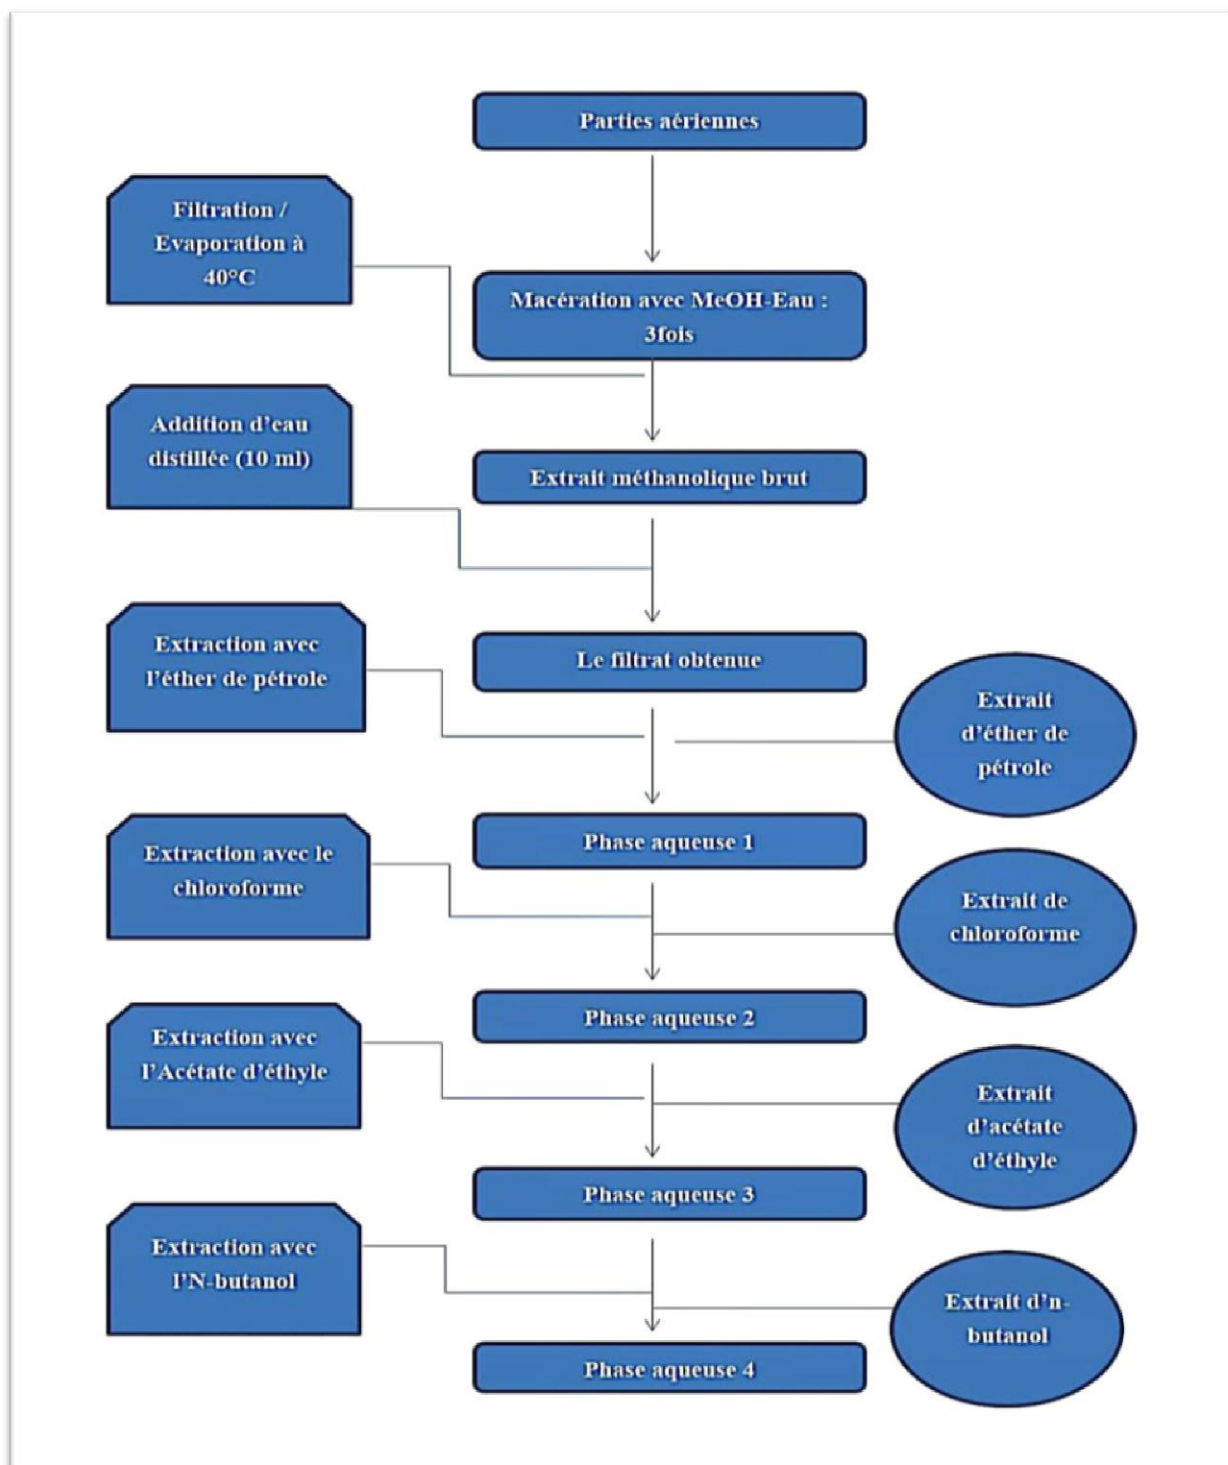 Parties aériennes
Filtration /
Evaporation à
40°C
Macération avec MeOH-Eau :
3fois
Addition d'eau
distillée (10 ml)
Extrait méthanolique brut
Extraction avec
l'éther de pétrole
Le filtrat obtenue
Extrait
d'éther de
pétrole
Phase aqueuse 1
Extraction avec le
chloroforme
Extrait de
chloroforme
Phase aqueuse 2
Extraction avec
l'Acétate d'éthyle
Extrait
d'acétate
d'éthyle
Phase aqueuse 3
Extraction avec
l'N-butanol
Extrait d'n-
butanol
Phase aqueuse 4